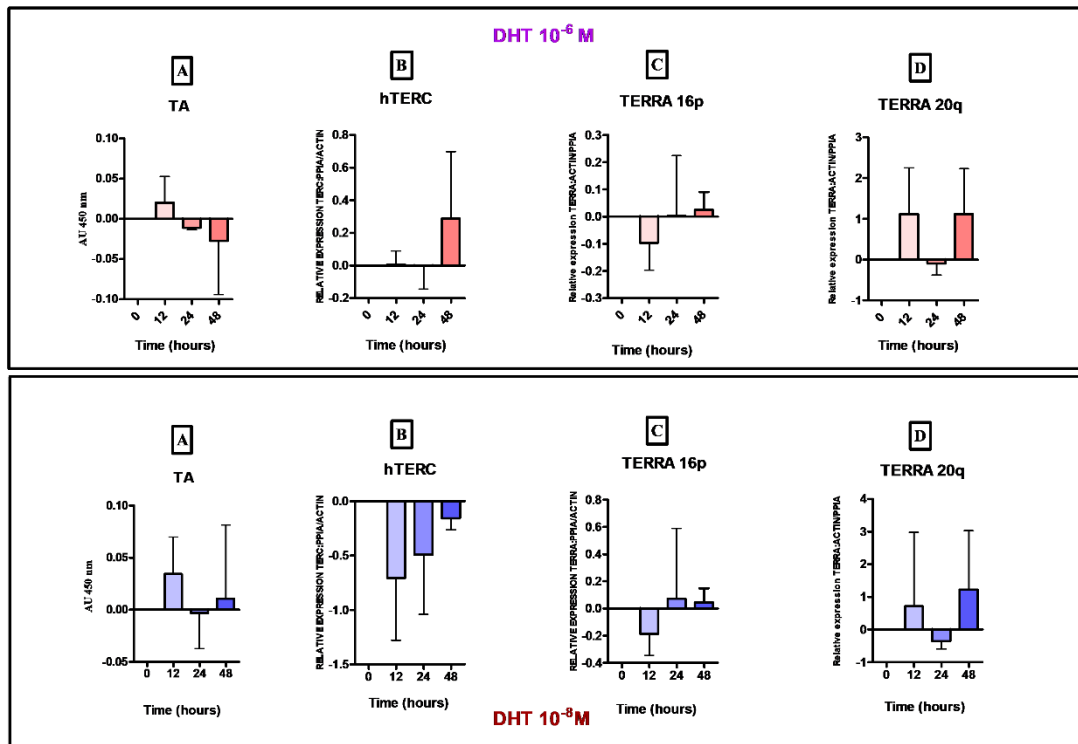 DHT 10⁻⁶ M
A
TA
AU 450 nm
0.10
0.05
0.00
-0.05
-0.10
0
12
24
48
Time (hours)
B
hTERC
RELATIVE EXPRESSION TERC:PPIA/ACTIN
0.8
0.6
0.4
0.2
0.0
-0.2
0
12
24
48
Time (hours)
C
TERRA 16p
Relative expression TERRA:ACTIN/PPIA
0.3
0.2
0.1
0.0
-0.1
-0.2
-0.3
0
12
24
48
Time (hours)
D
TERRA 20q
Relative expression TERRA:ACTIN/PPIA
3
2
1
0
-1
0
12
24
48
Time (hours)
A
TA
AU 450 nm
0.10
0.05
0.00
-0.05
0
12
24
48
Time (hours)
B
hTERC
RELATIVE EXPRESSION TERC:PPIA/ACTIN
0.0
-0.5
-1.0
-1.5
0
12
24
48
Time (hours)
C
TERRA 16p
RELATIVE EXPRESSION TERRA:PPIA/ACTIN
0.8
0.6
0.4
0.2
0.0
-0.2
-0.4
0
12
24
48
Time (hours)
D
TERRA 20q
Relative expression TERRA:ACTIN/PPIA
4
3
2
1
0
-1
0
12
24
48
Time (hours)
DHT 10⁻⁸ M